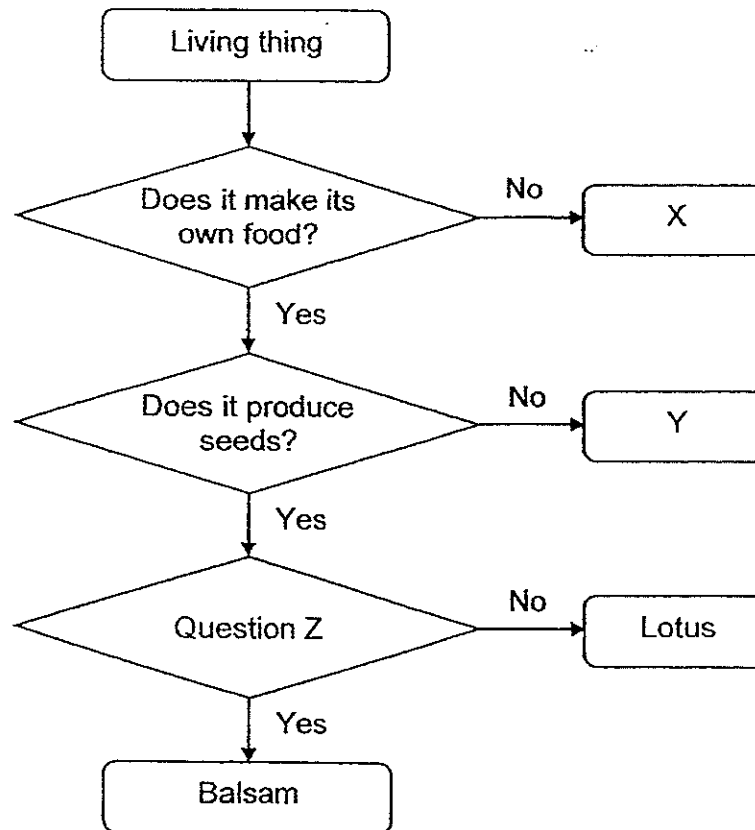 Living thing
Does it make its
own food?
No
X
Yes
Does it produce
seeds?
No
Y
Yes
Question Z
No
Lotus
Yes
Balsam